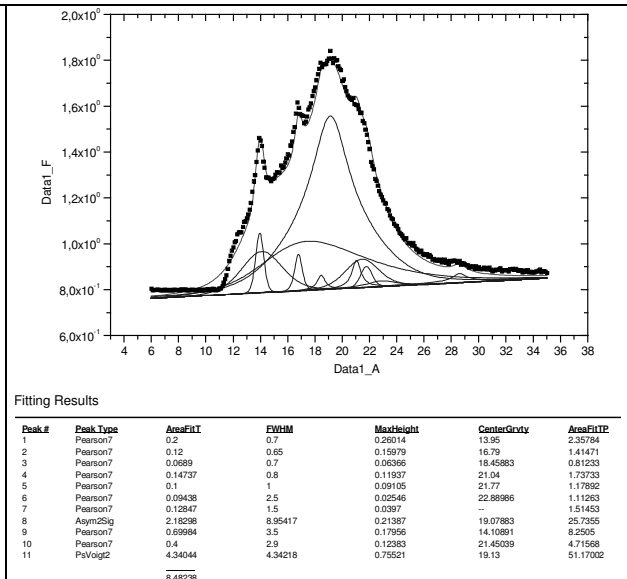 2,0x10⁰
1,8x10⁰
1,6x10⁰
1,4x10⁰
1,2x10⁰
1,0x10⁰
8,0x10⁻¹
6,0x10⁻¹
Data1_F
4 6 8 10 12 14 16 18 20 22 24 26 28 30 32 34 36 38
Data1_A
Fitting Results
Peak # Peak Type AreaFitT FWHM MaxHeight CenterGrvty AreaFitTP
1 Pearson7 0.2 0.7 0.26014 13.95 2.35784
2 Pearson7 0.12 0.65 0.15979 16.79 1.41471
3 Pearson7 0.0689 0.7 0.06366 18.45883 0.81233
4 Pearson7 0.14737 0.8 0.11937 21.04 1.73733
5 Pearson7 0.1 1 0.09105 21.77 1.17892
6 Pearson7 0.09438 2.5 0.02546 22.88986 1.11263
7 Pearson7 0.12847 1.5 0.0397 -- 1.51453
8 Asym2Sig 2.18298 8.95417 0.21387 19.07883 25.7355
9 Pearson7 0.69984 3.5 0.17956 14.10891 8.2505
10 Pearson7 0.4 2.9 0.12383 21.45039 4.71568
11 PsVoigt2 4.34044 4.34218 0.75521 19.13 51.17002
8.48238